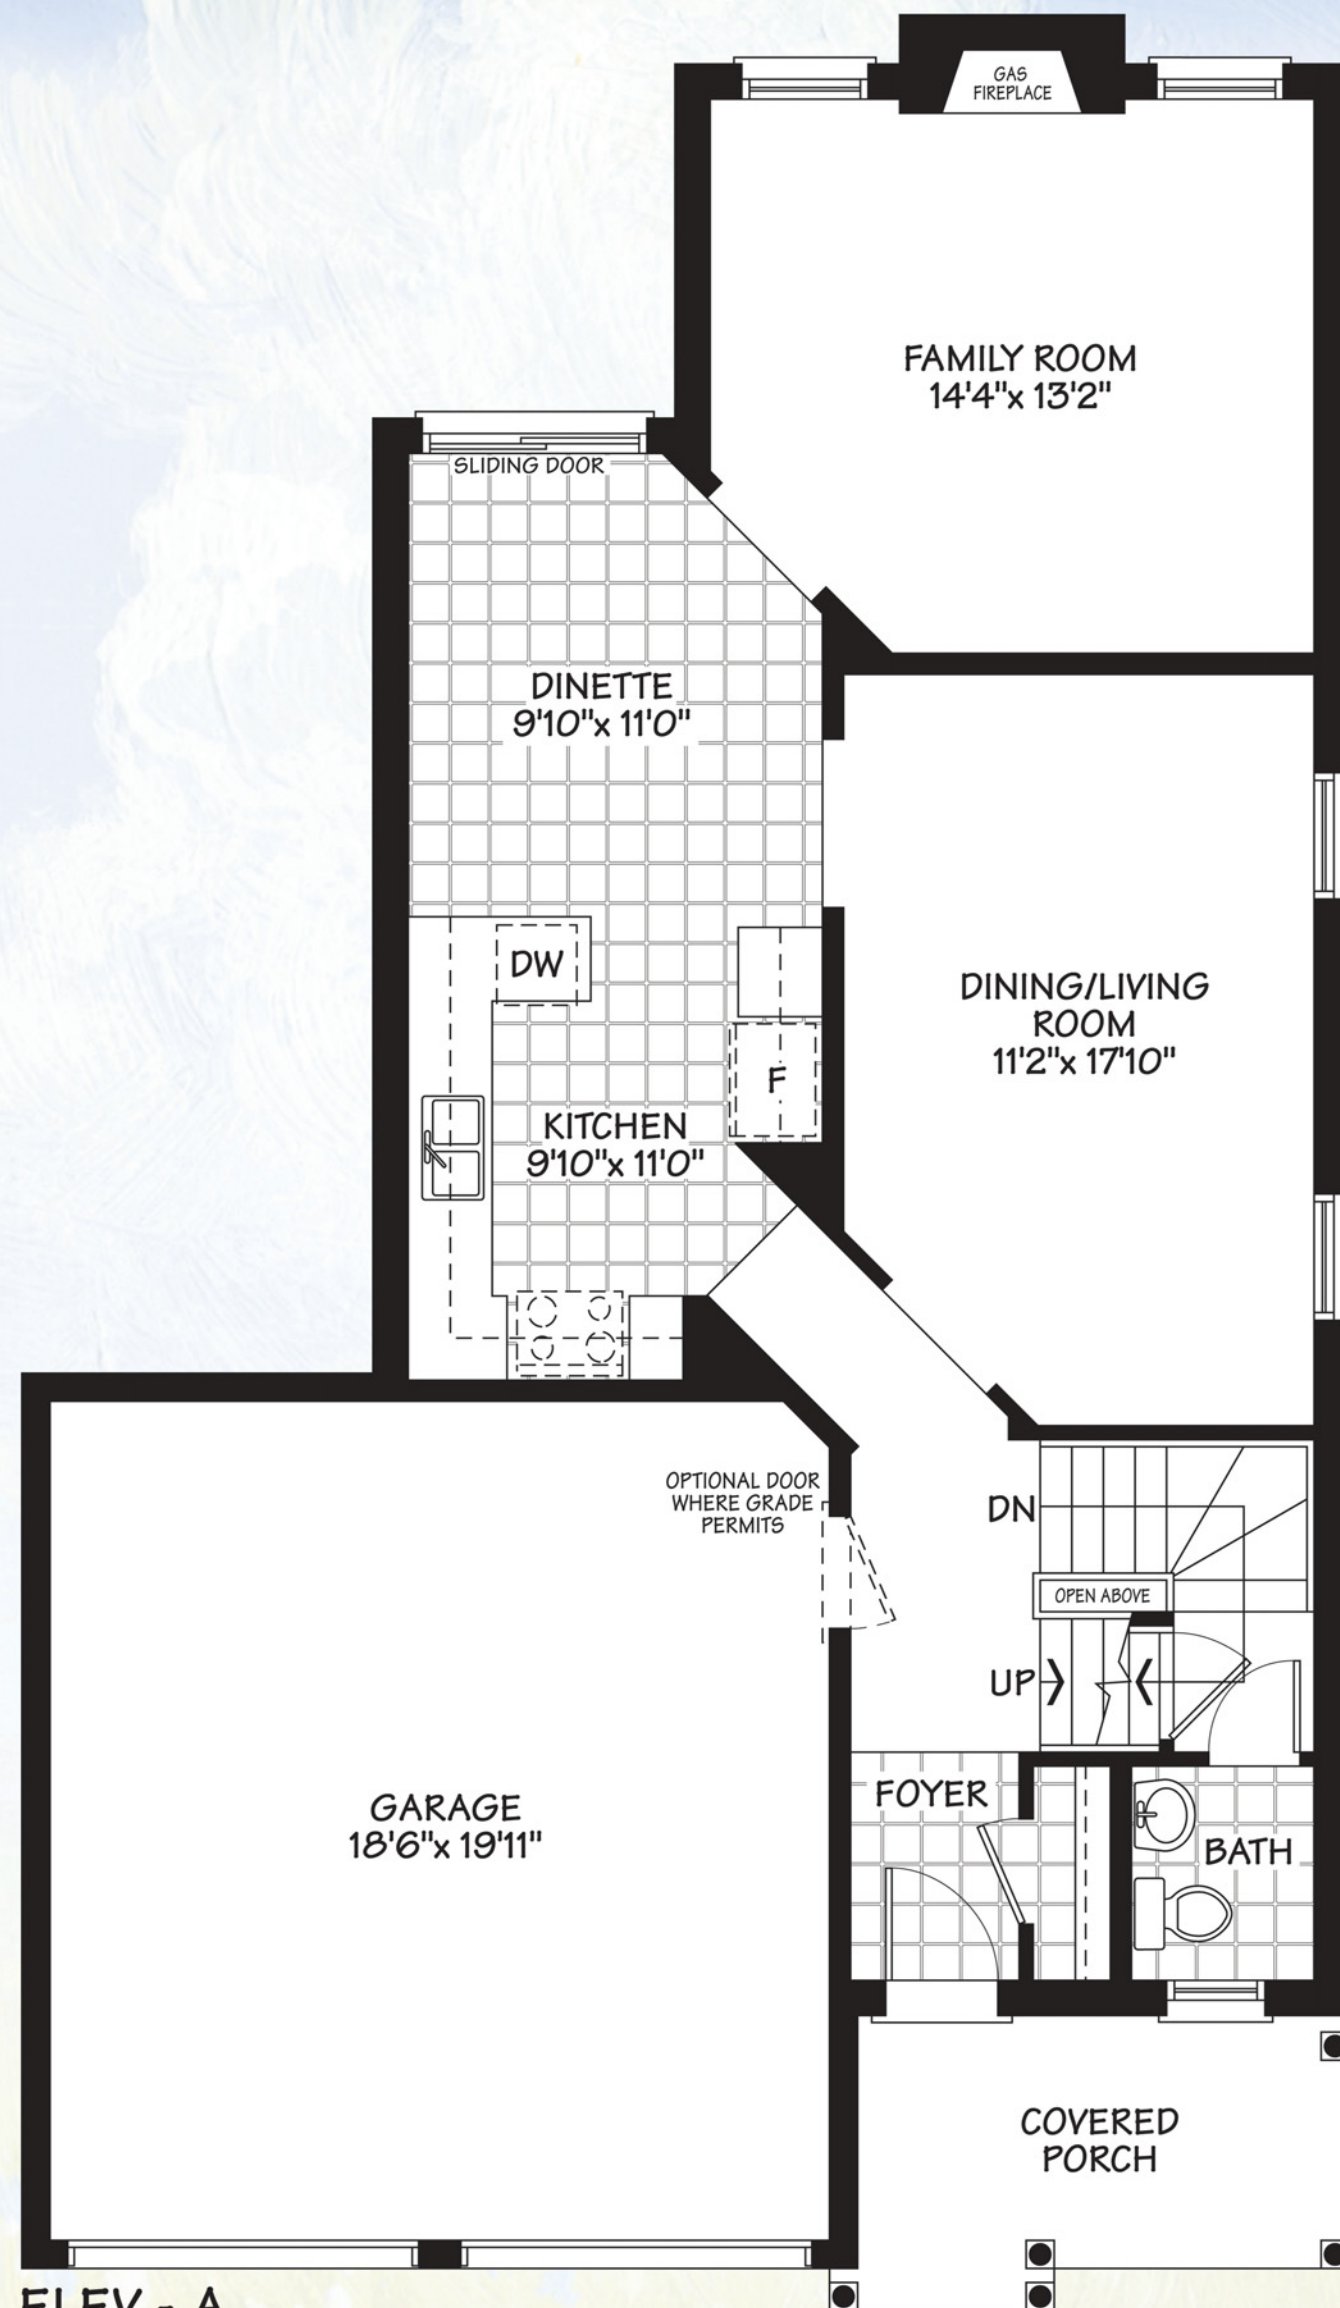 GAS
FIREPLACE
FAMILY ROOM
14'4"x 13'2"
SLIDING DOOR
DINETTE
9'10"x 11'0"
DW
DINING/LIVING
ROOM
11'2"x 17'10"
F
KITCHEN
9'10"x 11'0"
OPTIONAL DOOR
WHERE GRADE
PERMITS
DN
OPEN ABOVE
UP
FOYER
GARAGE
18'6"x 19'11"
BATH
COVERED
PORCH
ELEV - A